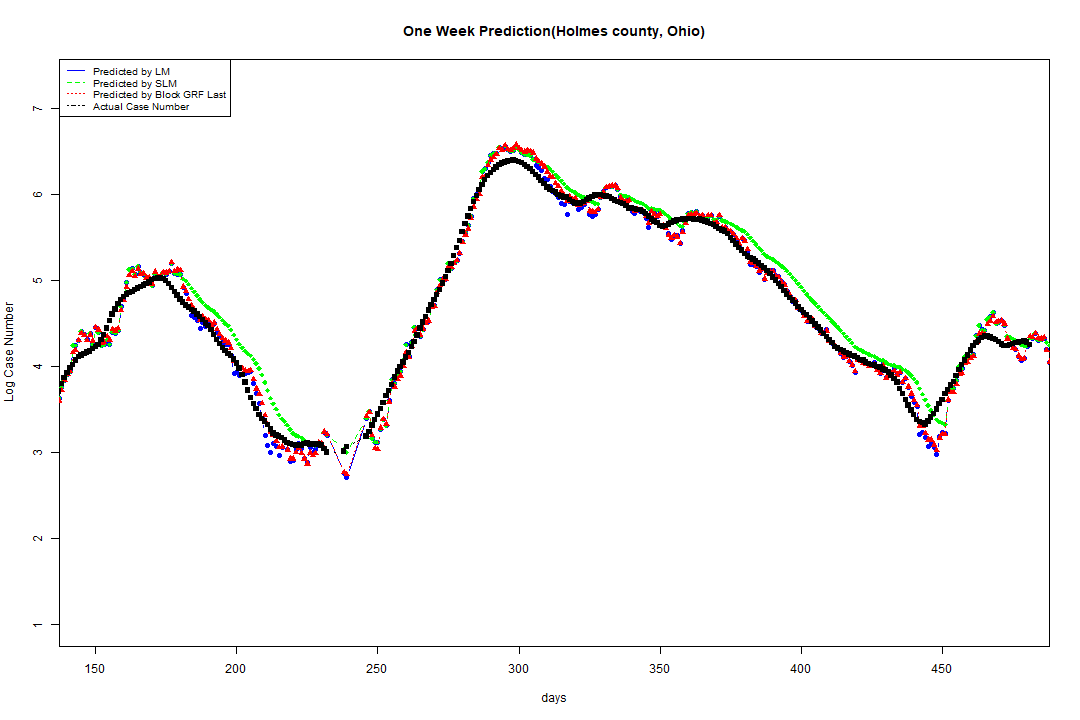 One Week Prediction(Holmes county, Ohio)
Predicted by LM
Predicted by SLM
Predicted by Block GRF Last
Actual Case Number
Log Case Number
7
6
5
4
3
2
1
150 200 250 300 350 400 450
days